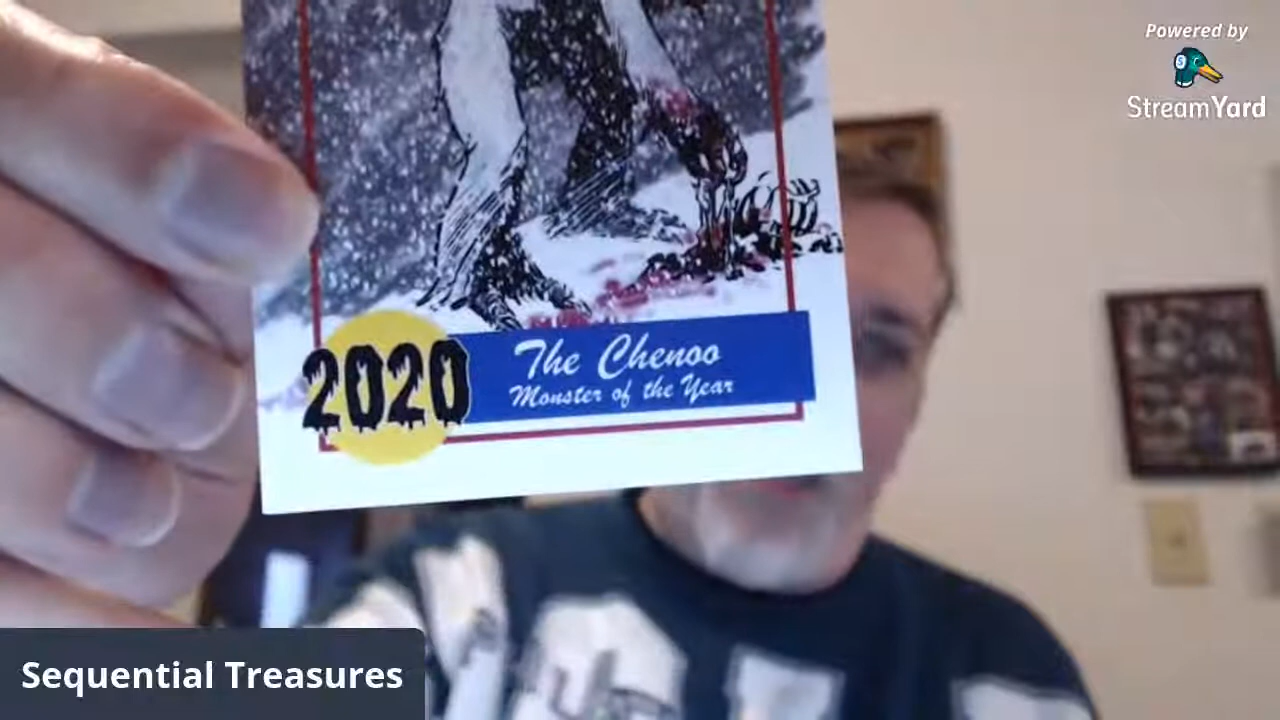 Powered by
StreamYard
2020
The Chenoo
Monster of the Year
Sequential Treasures